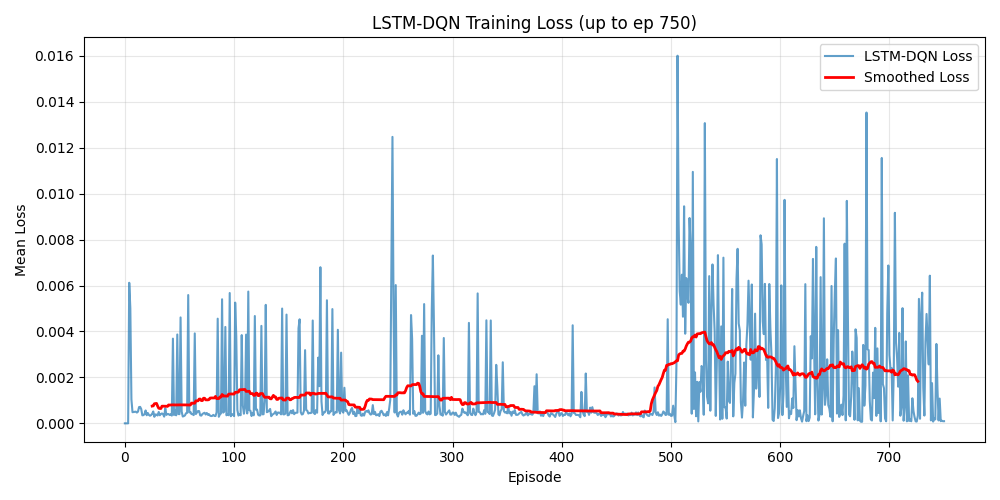 LSTM-DQN Training Loss (up to ep 750)
LSTM-DQN Loss
Smoothed Loss
Mean Loss
0.016
0.014
0.012
0.010
0.008
0.006
0.004
0.002
0.000
0 100 200 300 400 500 600 700
Episode